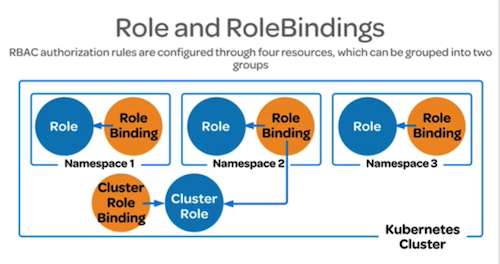 Role and RoleBindings
RBAC authorization rules are configured through four resources, which can be grouped into two
groups
Role
Role
Binding
Namespace 1
Role
Role
Binding
Namespace 2
Role
Role
Binding
Namespace 3
Cluster
Role
Binding
Cluster
Role
Kubernetes
Cluster